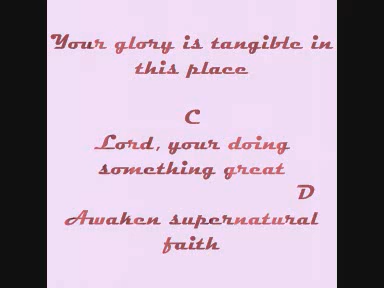 Your glory is tangible in
this place
C
Lord, your doing
something great
D
Awaken supernatural
faith